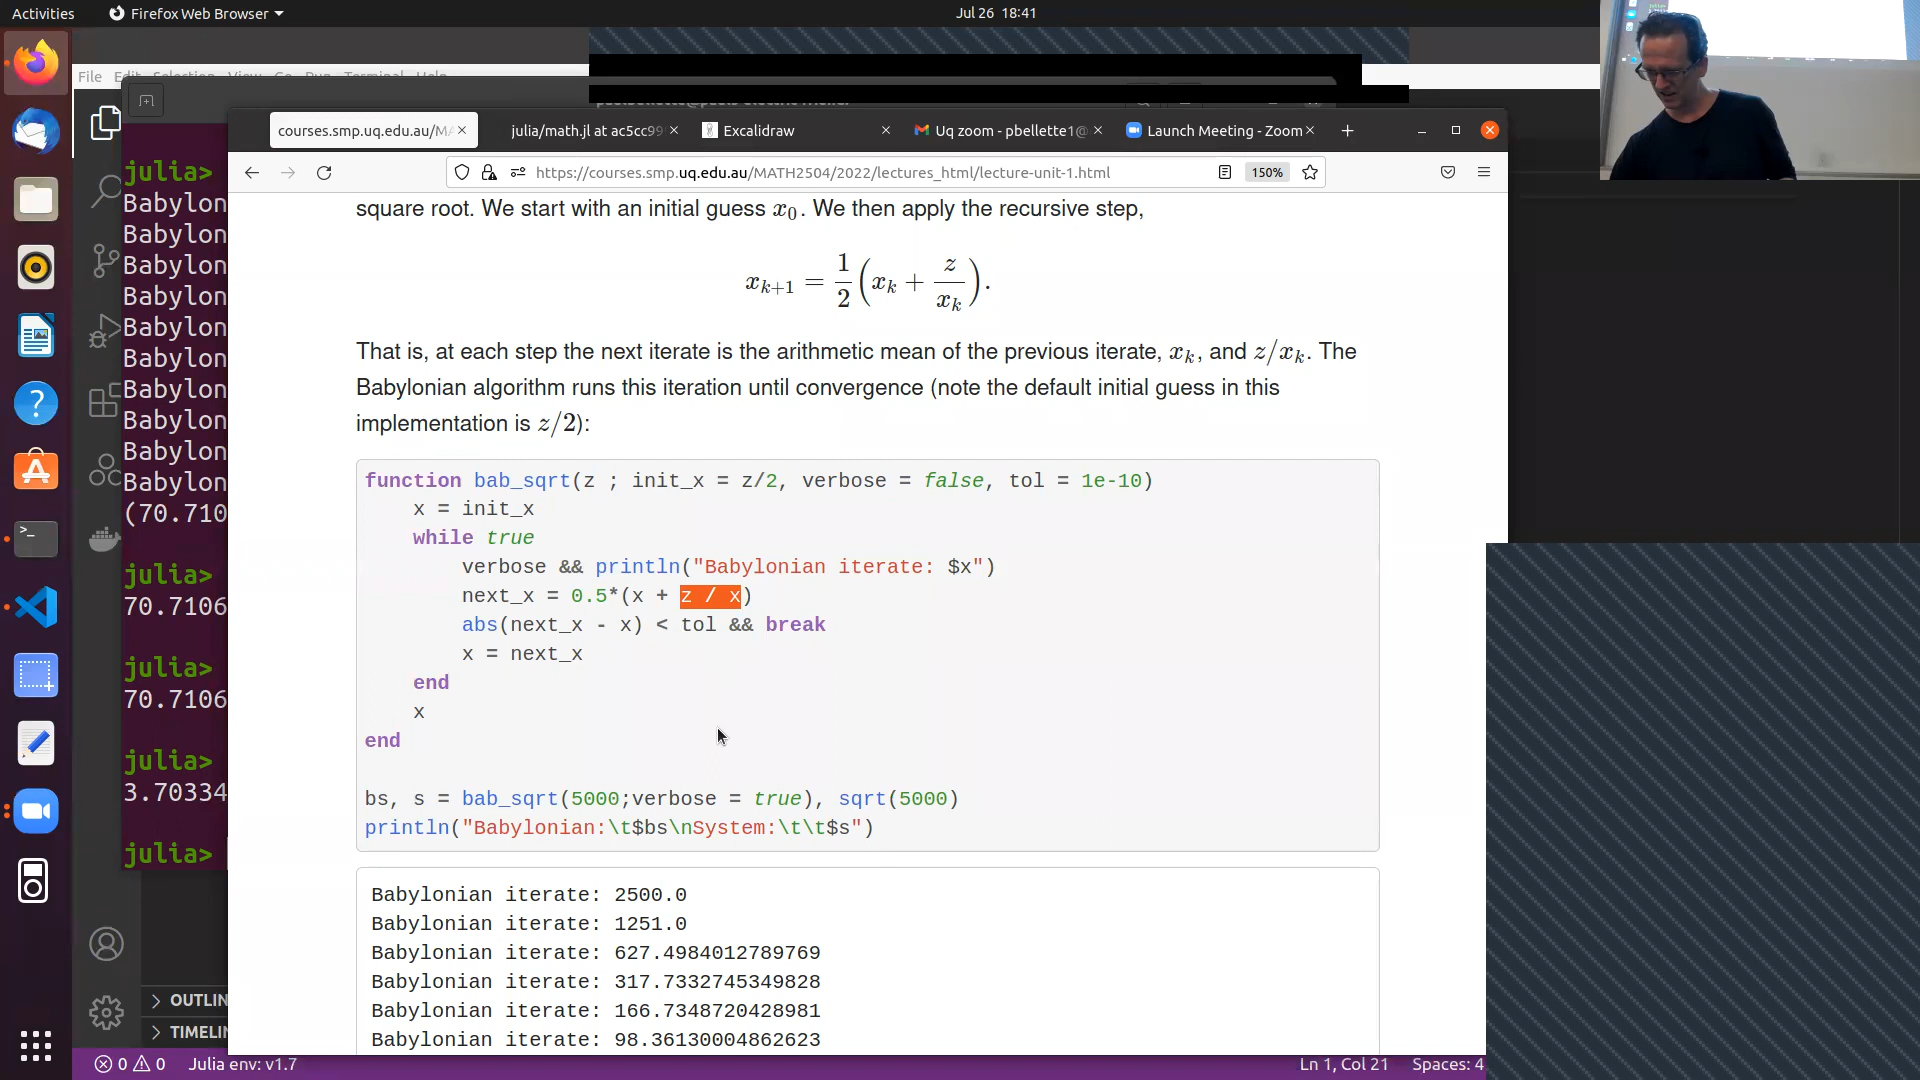 Activities
Firefox Web Browser
Jul 26 18:41
File Edit Selection View Go Run Terminal Help
courses.smp.uq.edu.au/MA
julia/math.jl at ac5cc99
Excalidraw
Uq zoom - pbellette1@
Launch Meeting - Zoom
https://courses.smp.uq.edu.au/MATH2504/2022/lectures_html/lecture-unit-1.html
150%
square root. We start with an initial guess x₀. We then apply the recursive step,
xₖ₊₁ = 1/2 (xₖ + z/xₖ).
That is, at each step the next iterate is the arithmetic mean of the previous iterate, xₖ, and z/xₖ. The
Babylonian algorithm runs this iteration until convergence (note the default initial guess in this
implementation is z/2):
function bab_sqrt(z ; init_x = z/2, verbose = false, tol = 1e-10)
x = init_x
while true
verbose && println("Babylonian iterate: $x")
next_x = 0.5*(x + z / x)
abs(next_x - x) < tol && break
x = next_x
end
x
end
bs, s = bab_sqrt(5000;verbose = true), sqrt(5000)
println("Babylonian:\t$bs\nSystem:\t\t$s")
Babylonian iterate: 2500.0
Babylonian iterate: 1251.0
Babylonian iterate: 627.4984012789769
Babylonian iterate: 317.7332745349828
Babylonian iterate: 166.7348720428981
Babylonian iterate: 98.36130004862623
julia>
Babylon
Babylon
Babylon
Babylon
Babylon
Babylon
Babylon
Babylon
Babylon
Babylon
(70.710
julia>
70.7106
julia>
70.7106
julia>
3.70334
julia>
OUTLIN
TIMELIN
0 0 Julia env: v1.7
Ln 1, Col 21 Spaces: 4